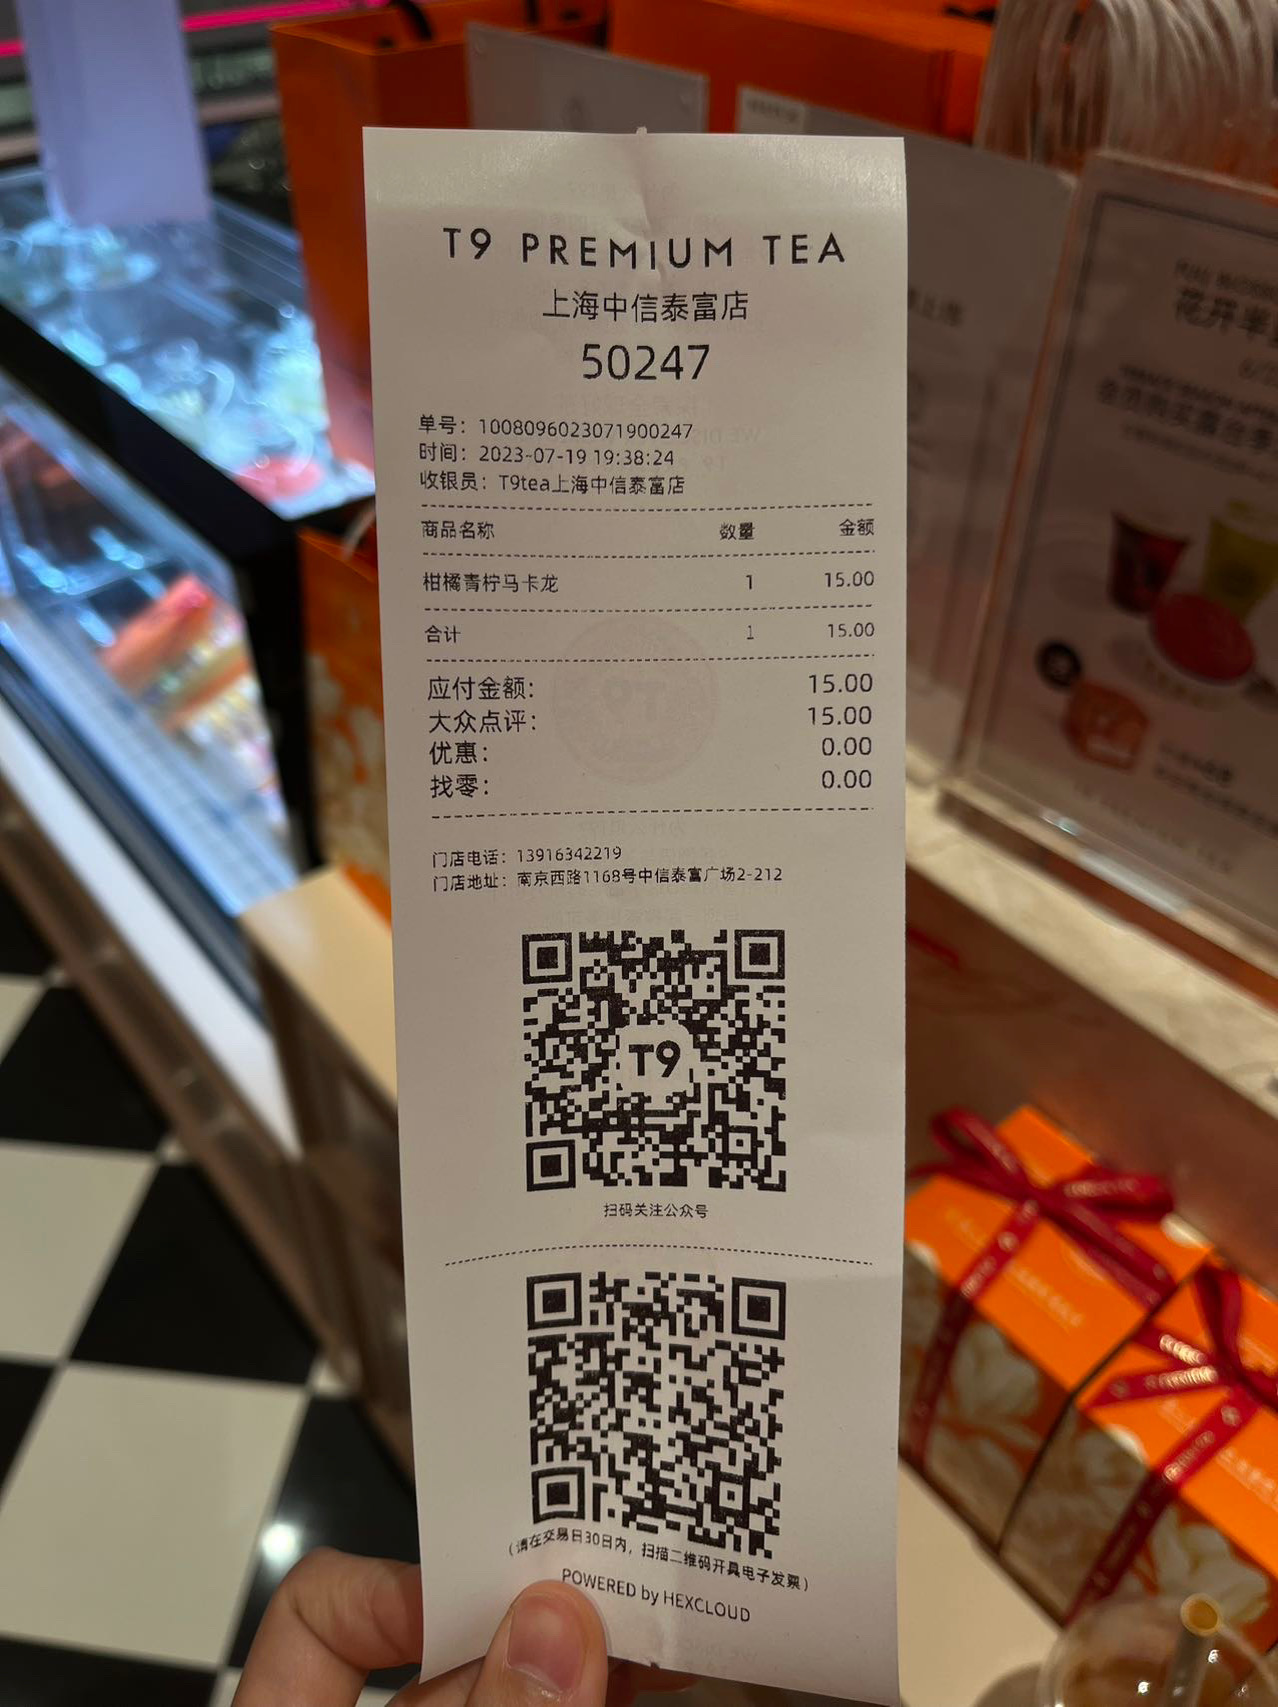 T9 PREMIUM TEA
上海中信泰富店
50247
单号：1008096023071900247
时间：2023-07-19 19:38:24
收银员：T9tea上海中信泰富店
商品名称 数量 金额
柑橘青柠马卡龙 1 15.00
合计 1 15.00
应付金额： 15.00
大众点评： 15.00
优惠： 0.00
找零： 0.00
门店电话：13916342219
门店地址：南京西路1168号中信泰富广场2-212
T9
扫码关注公众号
（请在交易日30日内，扫描二维码开具电子发票）
POWERED by HEXCLOUD
花开半